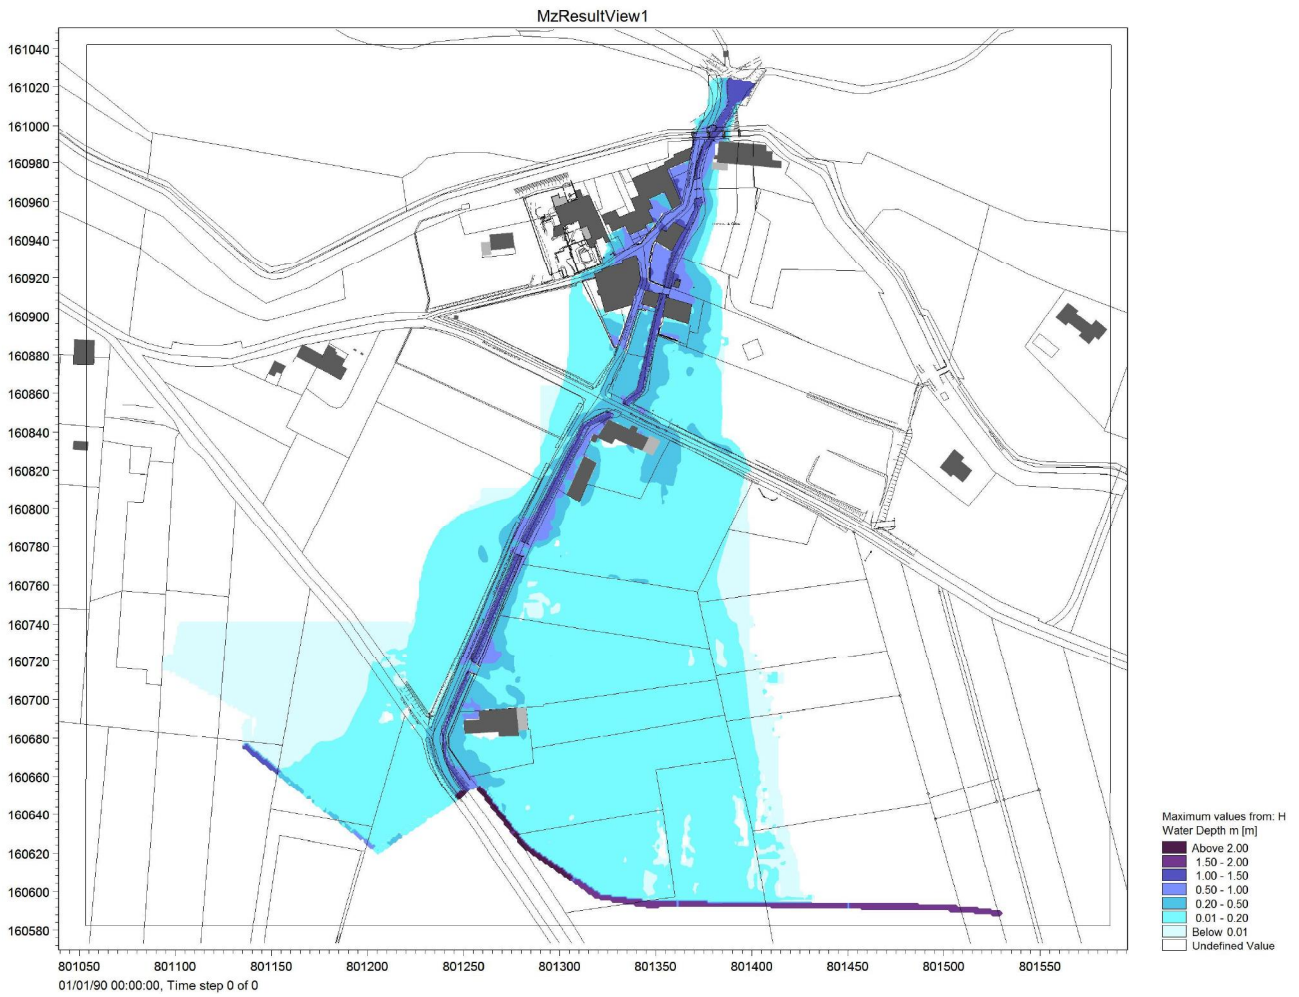 MzResultView1
161040
161020
161000
160980
160960
160940
160920
160900
160880
160860
160840
160820
160800
160780
160760
160740
160720
160700
160680
160660
160640
160620
160600
160580
801050 801100 801150 801200 801250 801300 801350 801400 801450 801500 801550
01/01/90 00:00:00, Time step 0 of 0
Maximum values from: H
Water Depth m [m]
Above 2.00
1.50 - 2.00
1.00 - 1.50
0.50 - 1.00
0.20 - 0.50
0.01 - 0.20
Below 0.01
Undefined Value